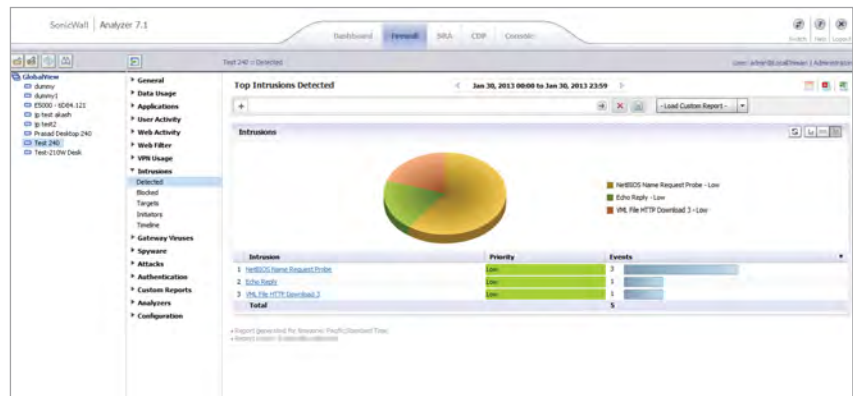 SonicWall | Analyzer 7.1
Dashboard Firewall SRA CDP Console
Switch Help Logout
Test 240 :: Detected
GlobalView
dummy
dummy1
ip test akash
ip test2
Prasad Desktop 240
Test 240
Test-210W Desk
General
Data Usage
Applications
User Activity
Web Activity
Web Filter
VPN Usage
Intrusions
Detected
Blocked
Targets
Initiators
Timeline
Gateway Viruses
Spyware
Attacks
Authentication
Custom Reports
Analyzers
Configuration
Top Intrusions Detected
Jan 30, 2013 00:00 to Jan 30, 2013 23:59
+
- Load Custom Report -
Intrusions
NetBIOS Name Request Probe - Low
Echo Reply - Low
VML File HTTP Download 3 - Low
Intrusion Priority Events
1 NetBIOS Name Request Probe Low 3
2 Echo Reply Low 1
3 VML File HTTP Download 3 Low 1
Total 5